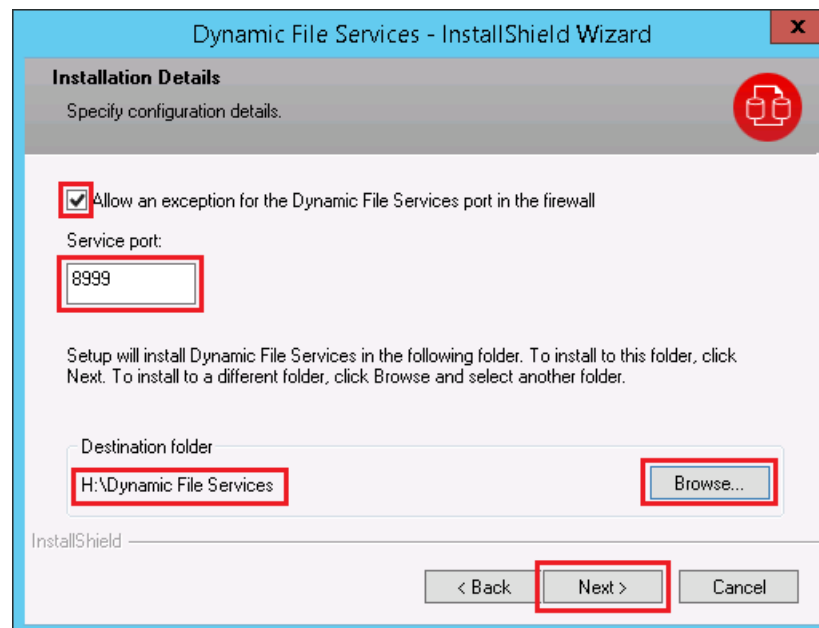 Dynamic File Services - InstallShield Wizard
x
Installation Details
Specify configuration details.
Allow an exception for the Dynamic File Services port in the firewall
Service port:
8999
Setup will install Dynamic File Services in the following folder. To install to this folder, click
Next. To install to a different folder, click Browse and select another folder.
Destination folder
H:\Dynamic File Services
Browse...
InstallShield
< Back
Next >
Cancel